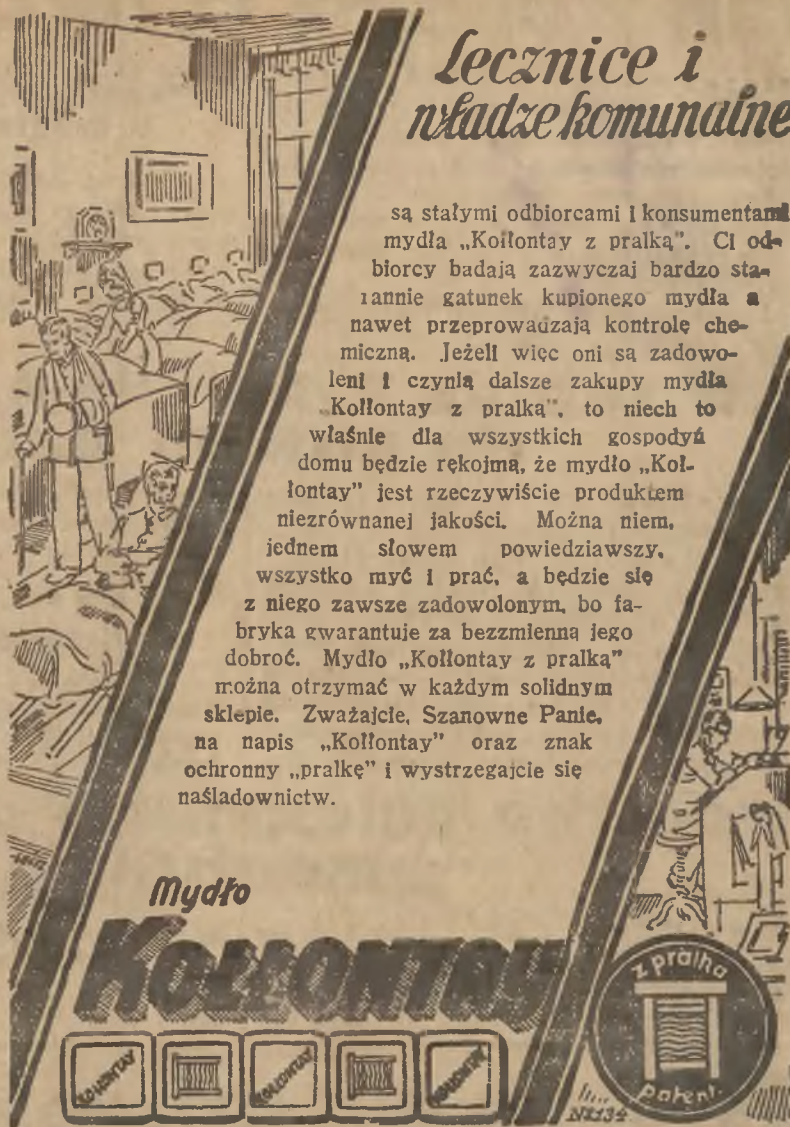 Lecznice i
władze komunalne
są stałymi odbiorcami i konsumentami
mydła „Kołłontay z pralką”. Ci od-
biorcy badają zazwyczaj bardzo sta-
rannie gatunek kupionego mydła a
nawet przeprowadzają kontrolę che-
miczną. Jeżeli więc oni są zadowo-
leni i czynią dalsze zakupy mydła
„Kołłontay z pralką”, to niech to
właśnie dla wszystkich gospodyń
domu będzie rękojmą, że mydło „Koł-
łontay” jest rzeczywiście produktem
niezrównanej jakości. Można niem,
jednem słowem powiedziawszy,
wszystko myć i prać, a będzie się
z niego zawsze zadowolonym, bo fa-
bryka gwarantuje za bezzmienną jego
dobroć. Mydło „Kołłontay z pralką”
można otrzymać w każdym solidnym
sklepie. Zważajcie, Szanowne Panie,
na napis „Kołłontay” oraz znak
ochronny „pralkę” i wystrzegajcie się
naśladownictw.
Mydło
KOŁŁONTAY
KOŁŁONTAY
KOŁŁONTAY
KOŁŁONTAY
z pralką
patent.
N2134